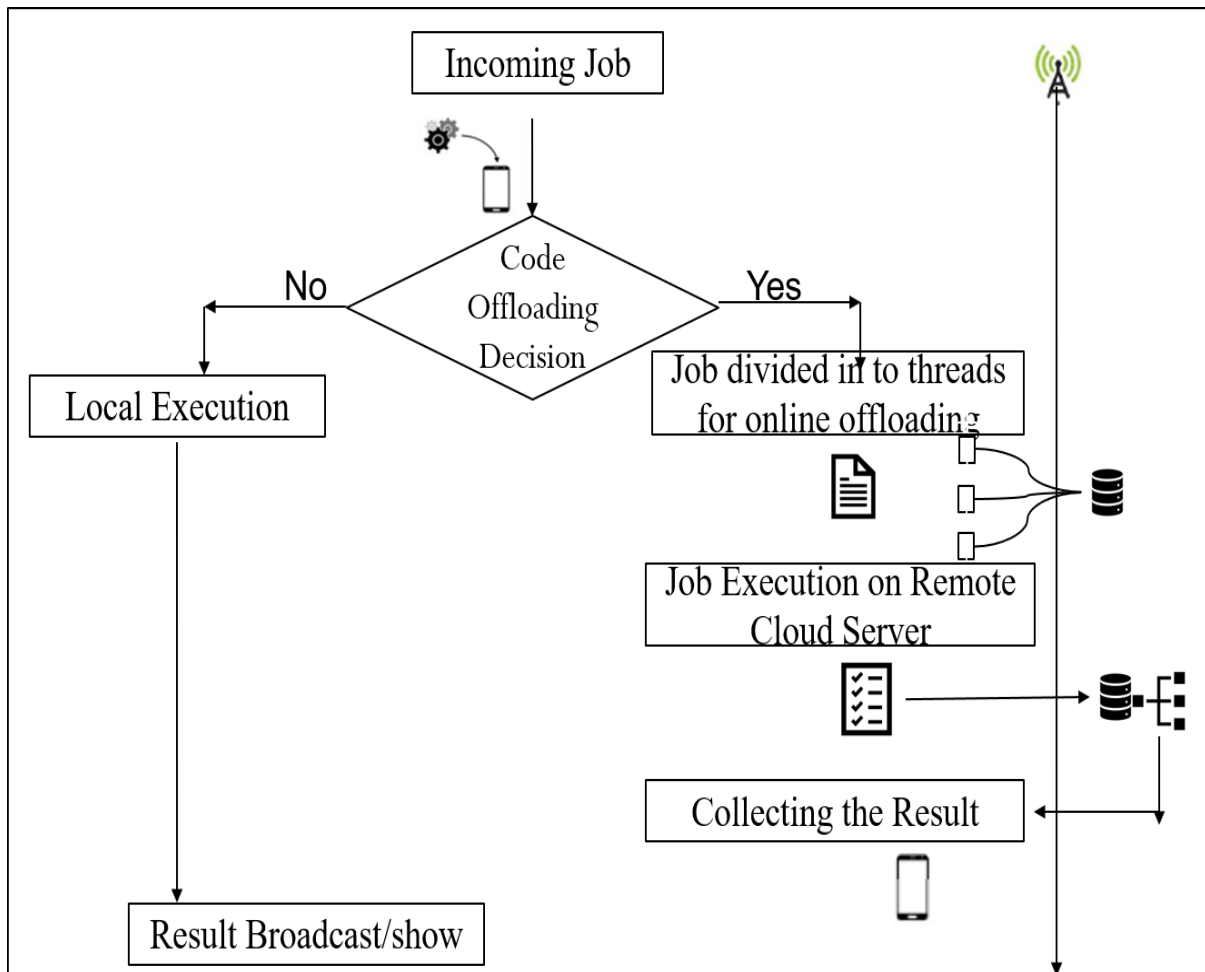 Incoming Job
Code
Offloading
Decision
No
Yes
Local Execution
Job divided in to threads
for online offloading
Job Execution on Remote
Cloud Server
Collecting the Result
Result Broadcast/show